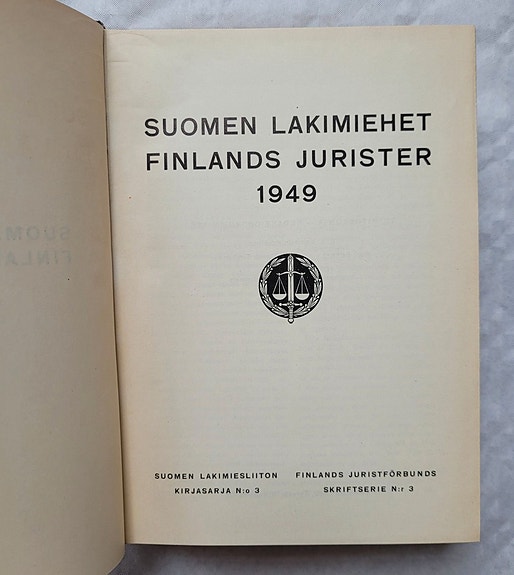 SUOMEN LAKIMIEHET
FINLANDS JURISTER
1949
SUOMEN LAKIMIESLIITON
KIRJASARJA N:o 3
FINLANDS JURISTFÖRBUNDS
SKRIFTSERIE N:r 3